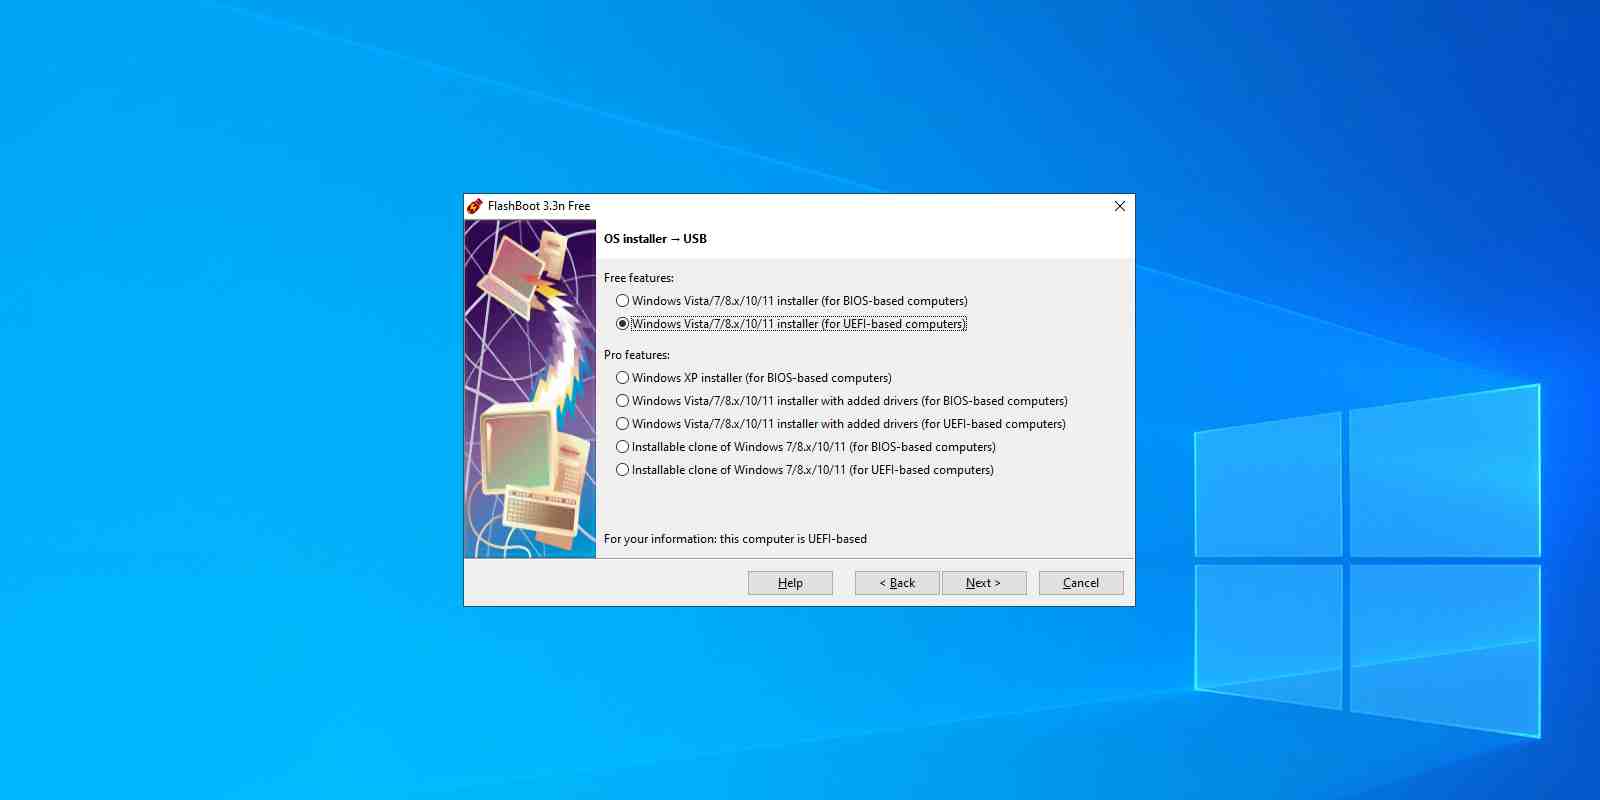 FlashBoot 3.3n Free
OS installer → USB
Free features:
Windows Vista/7/8.x/10/11 installer (for BIOS-based computers)
Windows Vista/7/8.x/10/11 installer (for UEFI-based computers)
Pro features:
Windows XP installer (for BIOS-based computers)
Windows Vista/7/8.x/10/11 installer with added drivers (for BIOS-based computers)
Windows Vista/7/8.x/10/11 installer with added drivers (for UEFI-based computers)
Installable clone of Windows 7/8.x/10/11 (for BIOS-based computers)
Installable clone of Windows 7/8.x/10/11 (for UEFI-based computers)
For your information: this computer is UEFI-based
Help < Back Next > Cancel